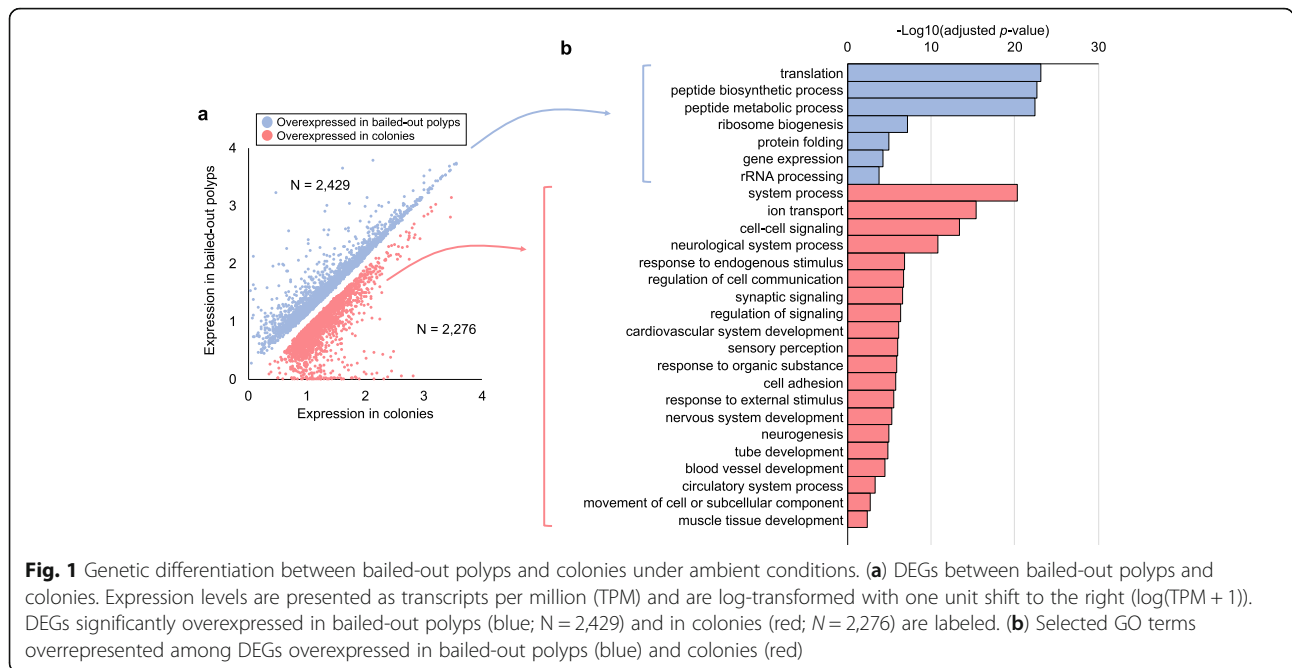 -Log10(adjusted p-value)
b
0 10 20 30
a
Overexpressed in bailed-out polyps
Overexpressed in colonies
4
3
2
1
0
Expression in bailed-out polyps
N = 2,429
N = 2,276
0 1 2 3 4
Expression in colonies
translation
peptide biosynthetic process
peptide metabolic process
ribosome biogenesis
protein folding
gene expression
rRNA processing
system process
ion transport
cell-cell signaling
neurological system process
response to endogenous stimulus
regulation of cell communication
synaptic signaling
regulation of signaling
cardiovascular system development
sensory perception
response to organic substance
cell adhesion
response to external stimulus
nervous system development
neurogenesis
tube development
blood vessel development
circulatory system process
movement of cell or subcellular component
muscle tissue development
Fig. 1 Genetic differentiation between bailed-out polyps and colonies under ambient conditions. (a) DEGs between bailed-out polyps and
colonies. Expression levels are presented as transcripts per million (TPM) and are log-transformed with one unit shift to the right (log(TPM + 1)).
DEGs significantly overexpressed in bailed-out polyps (blue; N = 2,429) and in colonies (red; N = 2,276) are labeled. (b) Selected GO terms
overrepresented among DEGs overexpressed in bailed-out polyps (blue) and colonies (red)